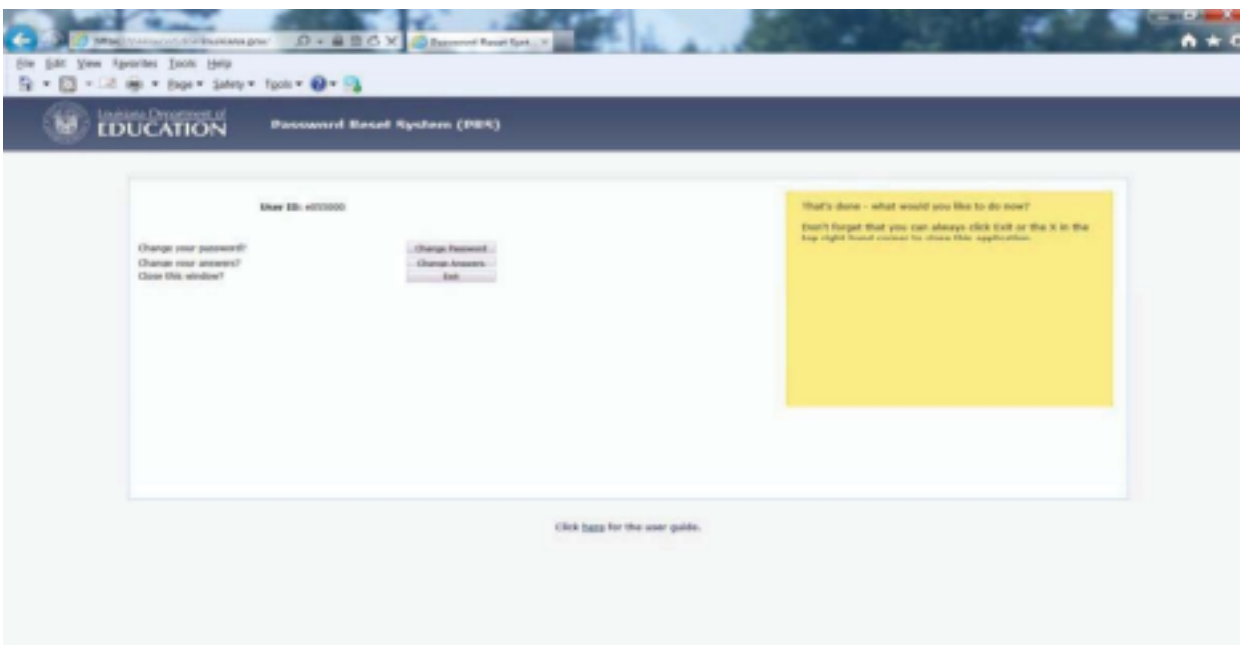 Password Reset Syst...
File Edit View Favorites Tools Help
Page Safety Tools
Louisiana Department of
EDUCATION
Password Reset System (PRS)
User ID:
Change your password? Change Password
Change your answers? Change Answers
Close this window? Exit
That's done - what would you like to do now?
Don't forget that you can always click Exit or the X in the
top right hand corner to close this application.
Click here for the user guide.